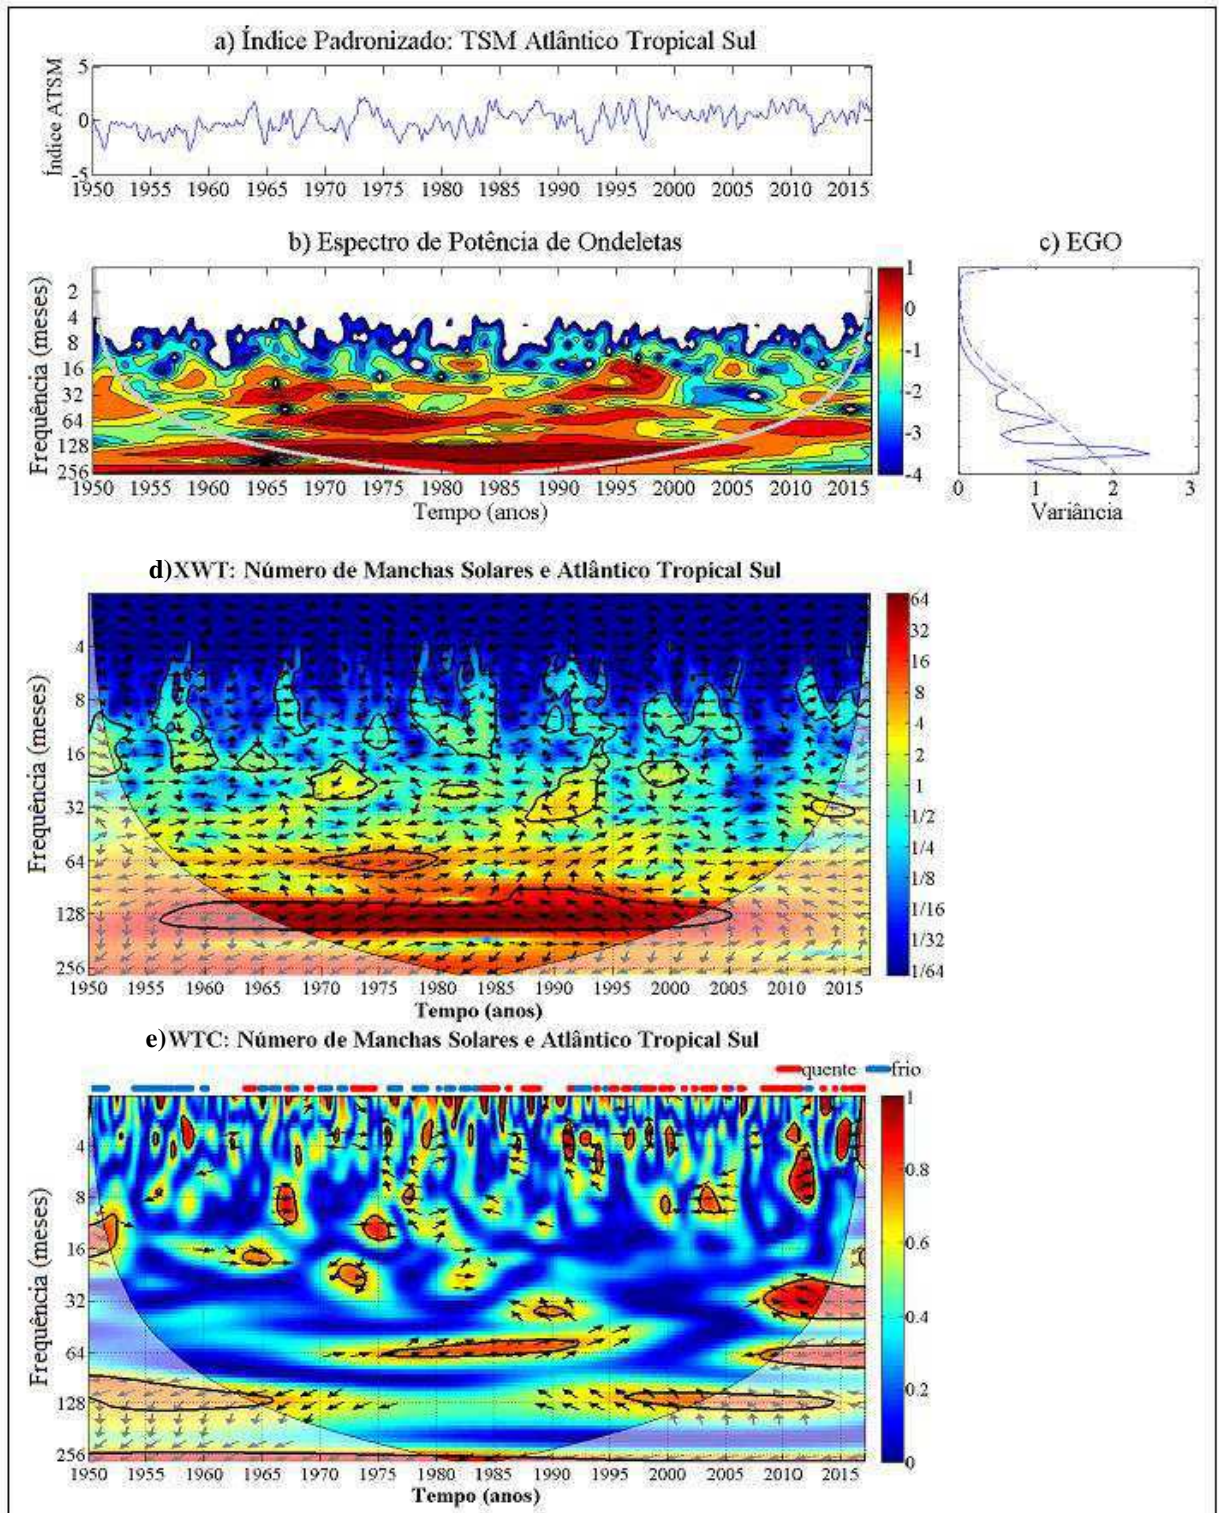 a) Índice Padronizado: TSM Atlântico Tropical Sul
Índice ATSM
5
0
-5
1950 1955 1960 1965 1970 1975 1980 1985 1990 1995 2000 2005 2010 2015
b) Espectro de Potência de Ondeletas
c) EGO
Frequência (meses)
2
4
8
16
32
64
128
256
1950 1955 1960 1965 1970 1975 1980 1985 1990 1995 2000 2005 2010 2015
Tempo (anos)
1
0
-1
-2
-3
-4
0 1 2 3
Variância
d)XWT: Número de Manchas Solares e Atlântico Tropical Sul
Frequência (meses)
4
8
16
32
64
128
256
1950 1955 1960 1965 1970 1975 1980 1985 1990 1995 2000 2005 2010 2015
Tempo (anos)
64
32
16
8
4
2
1
1/2
1/4
1/8
1/16
1/32
1/64
e)WTC: Número de Manchas Solares e Atlântico Tropical Sul
quente frio
Frequência (meses)
4
8
16
32
64
128
256
1950 1955 1960 1965 1970 1975 1980 1985 1990 1995 2000 2005 2010 2015
Tempo (anos)
1
0.8
0.6
0.4
0.2
0